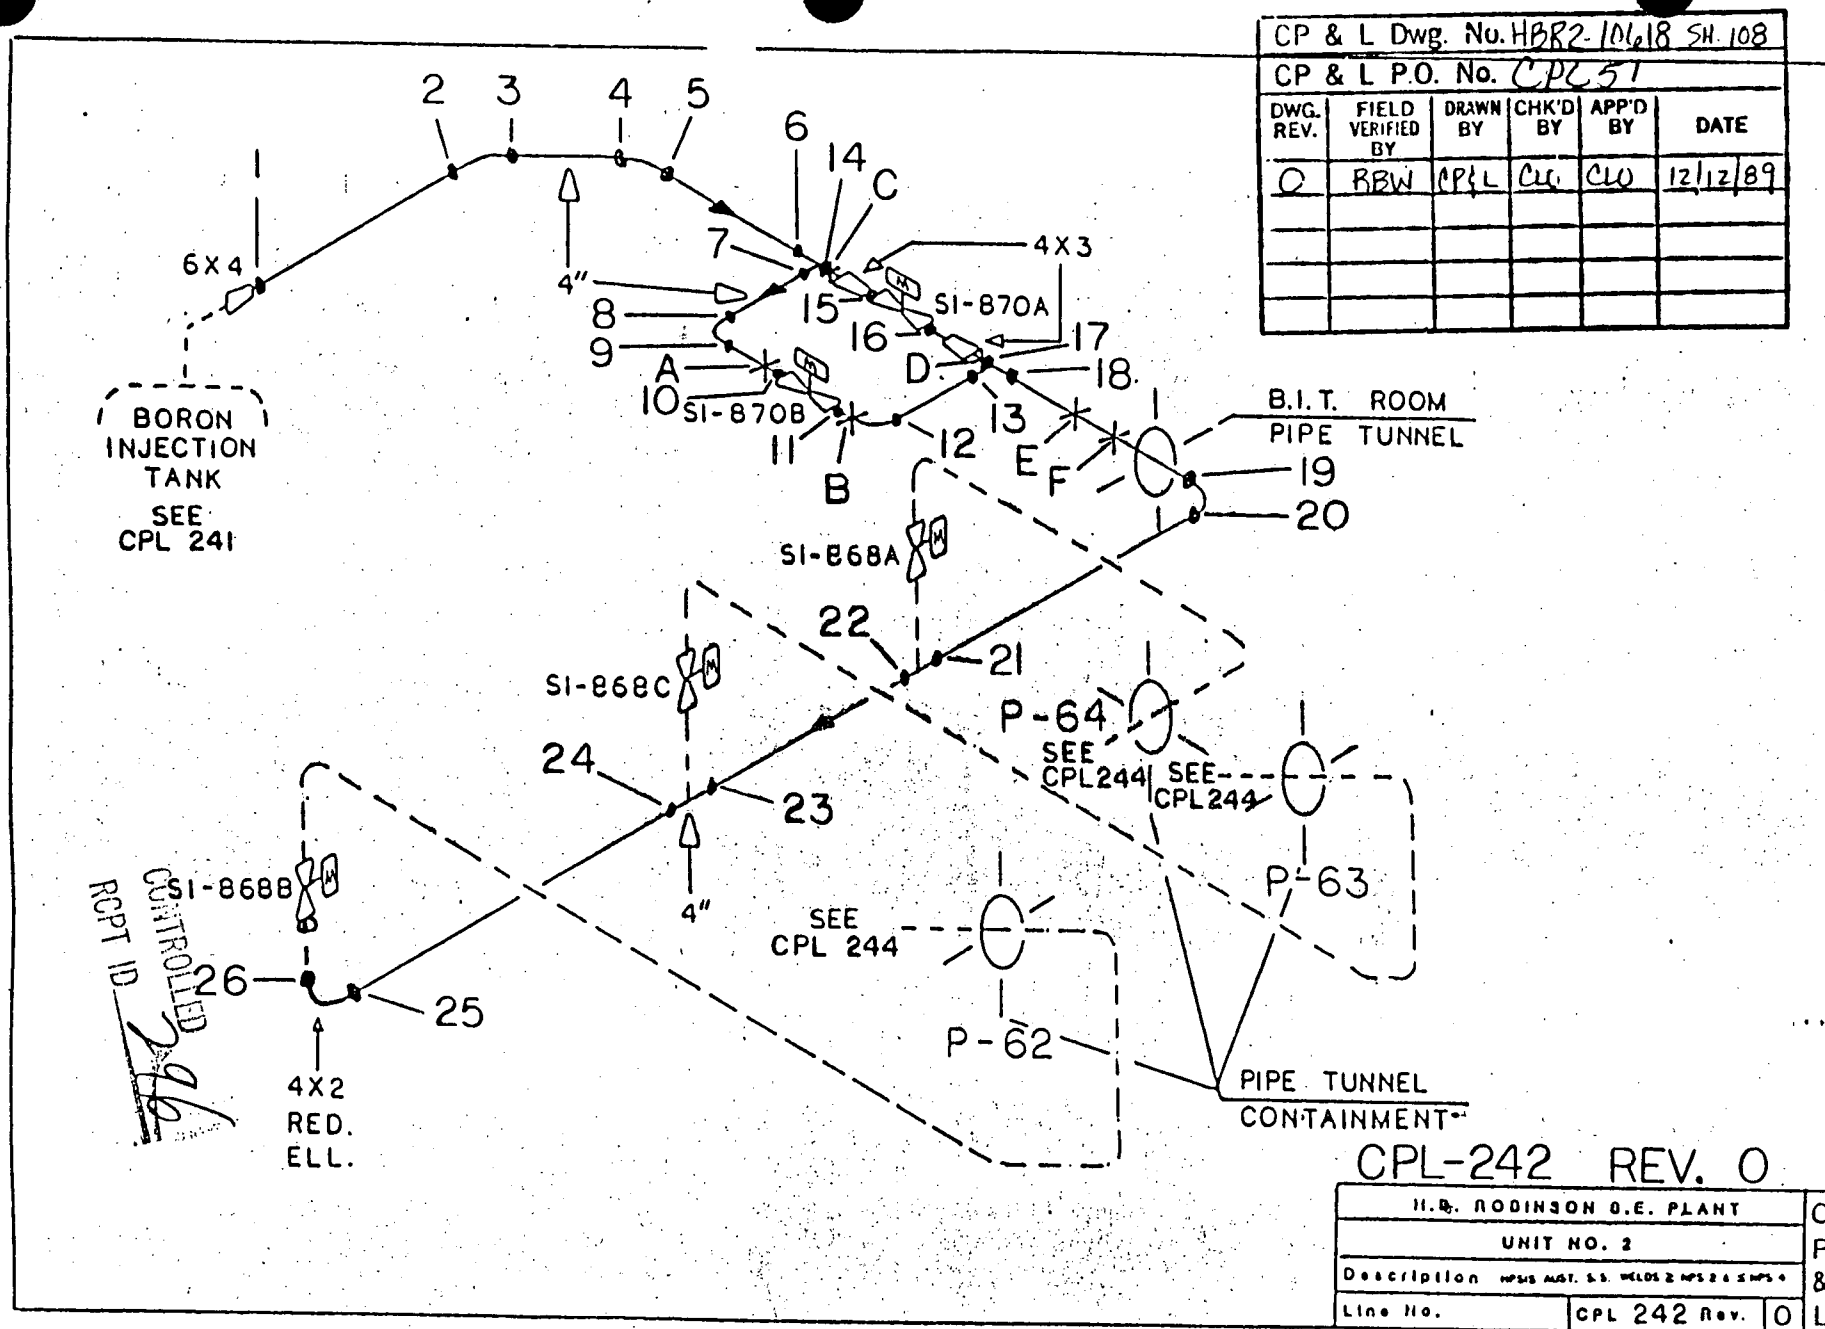 CP & L Dwg. No. HBR2-10618 SH. 108
CP & L P.O. No. CPL51
DWG. REV.
FIELD VERIFIED BY
DRAWN BY
CHK'D BY
APP'D BY
DATE
0 RBW CP&L 12/12/89
2 3 4 5
6
14
C
7
4X3
6X4
4"
8
15
SI-870A
16
17
9
A
D
18
10
SI-870B
13
11
12
B
E
F
B.I.T. ROOM
PIPE TUNNEL
19
20
BORON
INJECTION
TANK
SEE
CPL 241
SI-868A
22
21
SI-868C
P-64
SEE
CPL244
SEE
CPL244
24
23
P-63
SI-868B
4"
SEE
CPL 244
26
25
P-62
CONTROLLED
RCPT ID 296
4X2
RED.
ELL.
PIPE TUNNEL
CONTAINMENT
CPL-242 REV. 0
H.B. ROBINSON S.E. PLANT
UNIT NO. 2
Description
Line No.
CPL 242 Rev. 0
C
P
&
L